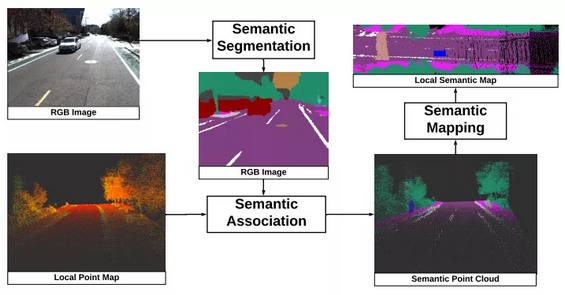 Semantic
Segmentation
RGB Image
Local Semantic Map
Semantic
Mapping
RGB Image
Semantic
Association
Local Point Map
Semantic Point Cloud